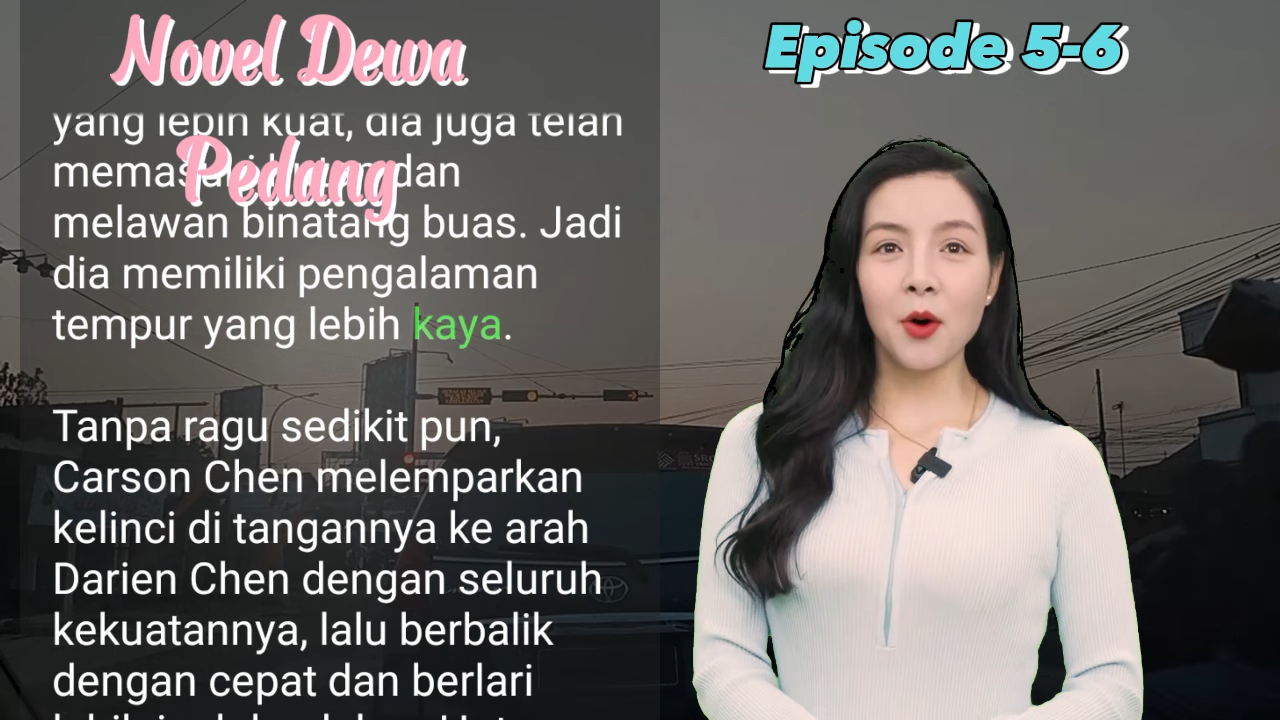 Novel Dewa
Pedang
Episode 5-6
yang lebih kuat, dia juga telah
dan
melawan binatang buas. Jadi
dia memiliki pengalaman
tempur yang lebih kaya.
Tanpa ragu sedikit pun,
Carson Chen melemparkan
kelinci di tangannya ke arah
Darien Chen dengan seluruh
kekuatannya, lalu berbalik
dengan cepat dan berlari